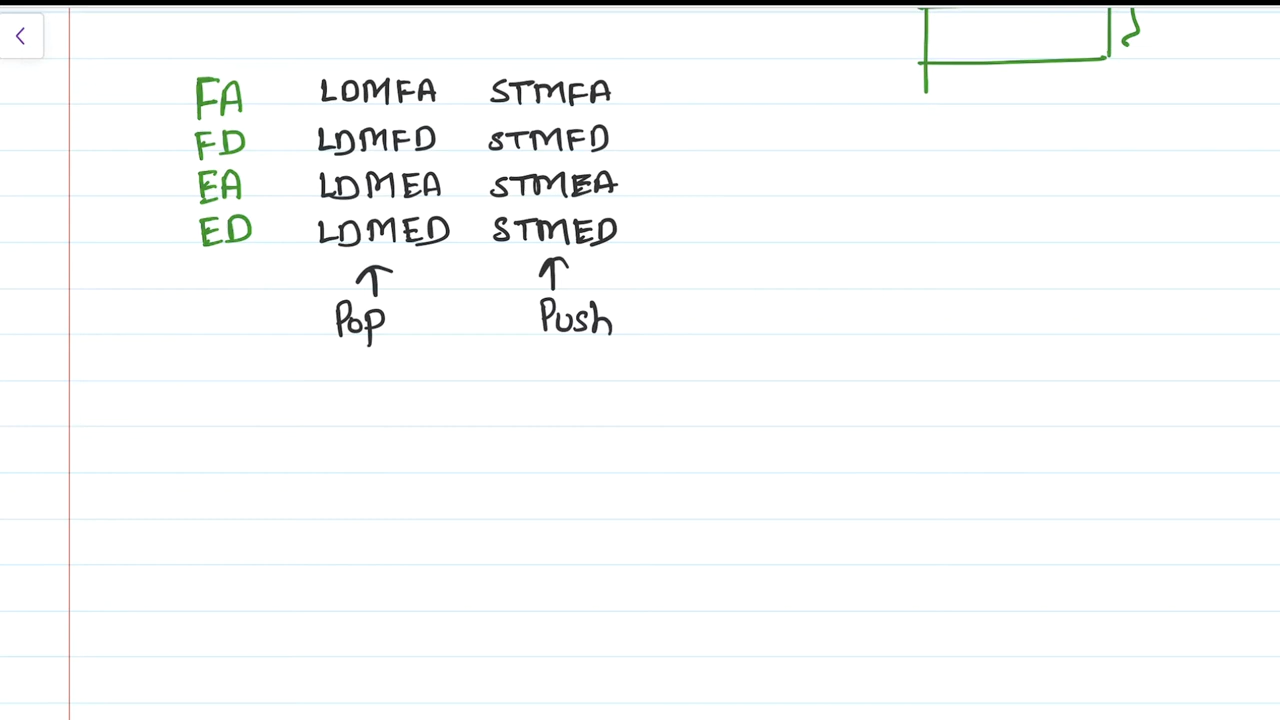 FA LDMFA STMFA
FD LDMFD STMFD
EA LDMEA STMEA
ED LDMED STMED
↑ ↑
Pop Push